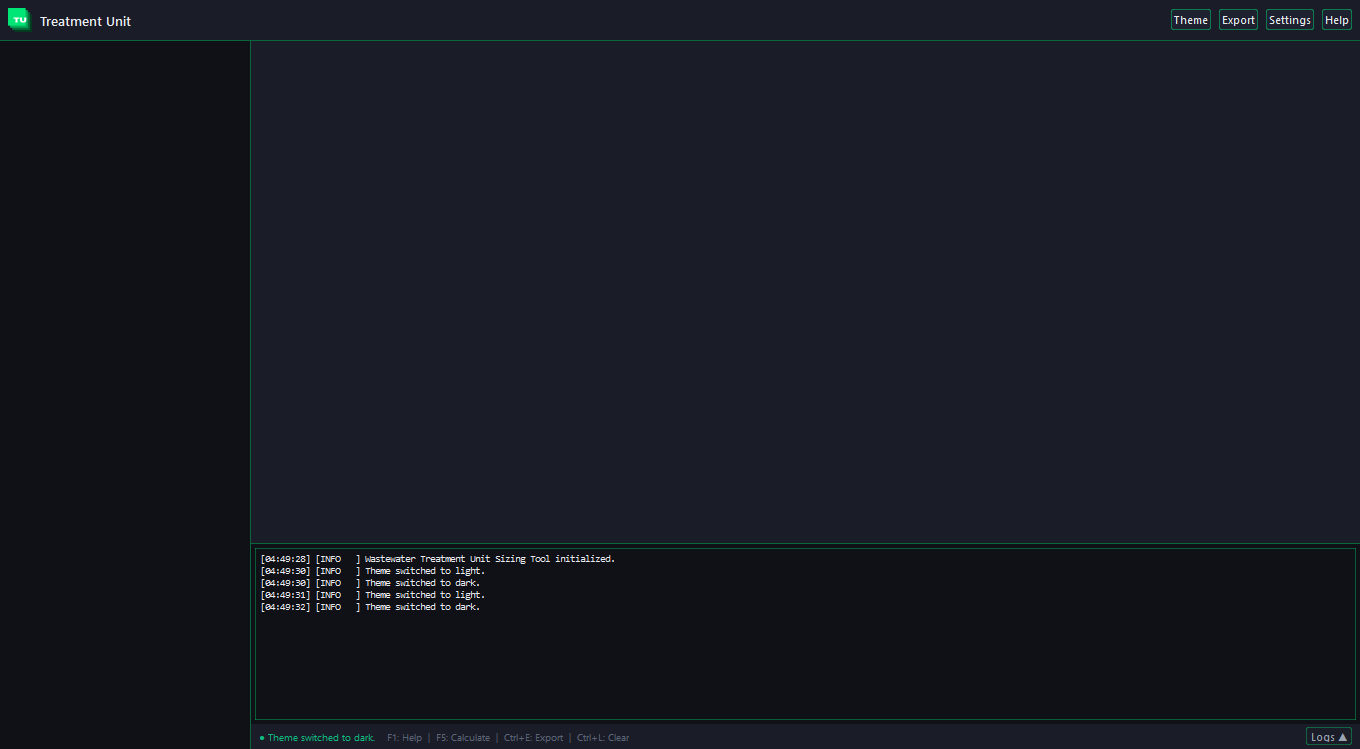 TU
Treatment Unit
Theme
Export
Settings
Help
[04:49:28] [INFO   ] Wastewater Treatment Unit Sizing Tool initialized.
[04:49:30] [INFO   ] Theme switched to light.
[04:49:30] [INFO   ] Theme switched to dark.
[04:49:31] [INFO   ] Theme switched to light.
[04:49:32] [INFO   ] Theme switched to dark.
● Theme switched to dark. F1: Help | F5: Calculate | Ctrl+E: Export | Ctrl+L: Clear
Logs ▲